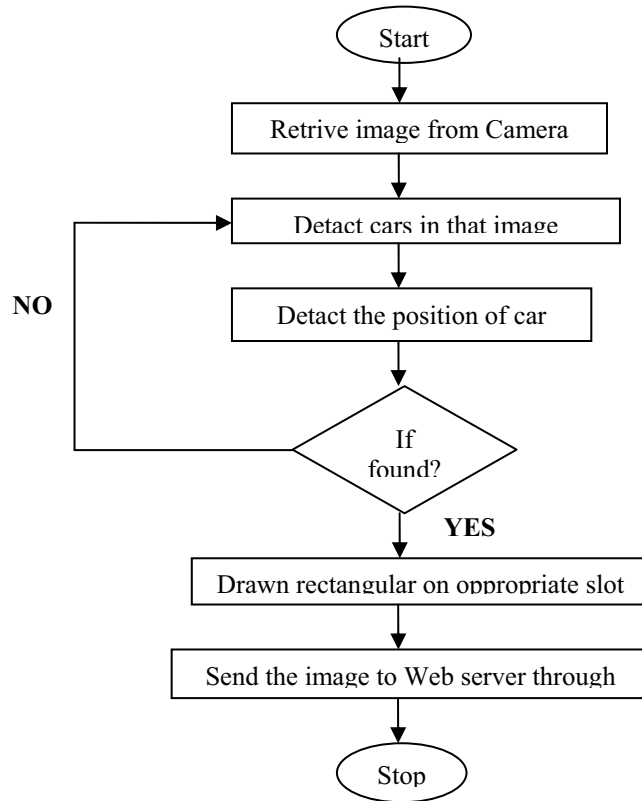 Start
Retrive image from Camera
Detact cars in that image
Detact the position of car
NO
If
found?
YES
Drawn rectangular on oppropriate slot
Send the image to Web server through
Stop